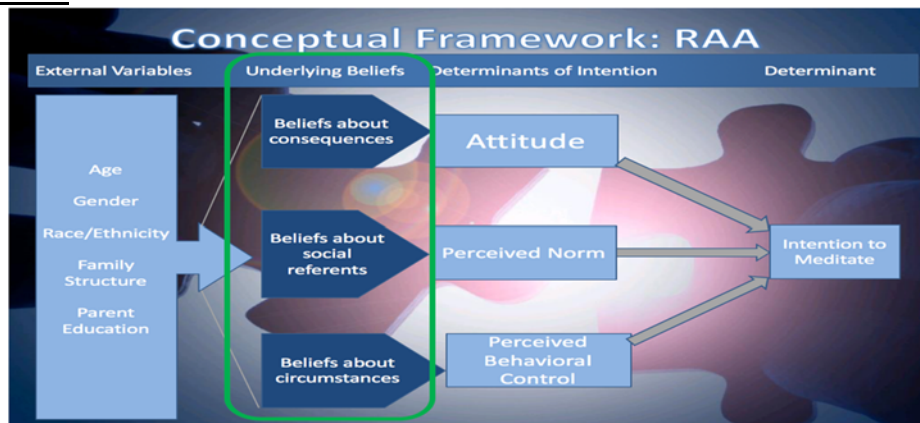 Conceptual Framework: RAA
External Variables
Underlying Beliefs
Determinants of Intention
Determinant
Age
Gender
Race/Ethnicity
Family
Structure
Parent
Education
Beliefs about
consequences
Attitude
Beliefs about
social
referents
Perceived Norm
Beliefs about
circumstances
Perceived
Behavioral
Control
Intention to
Meditate